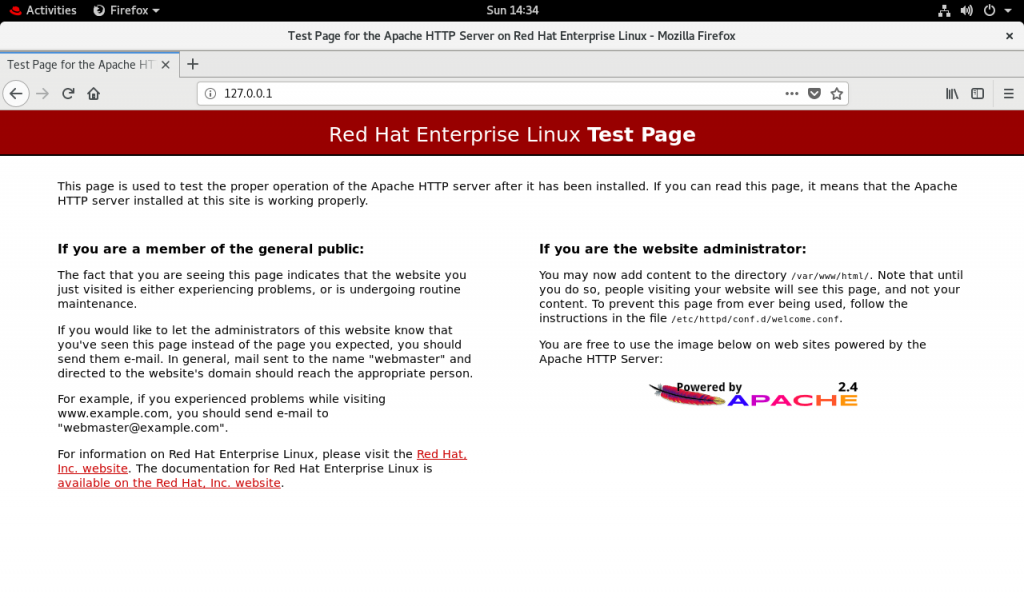 Activities Firefox Sun 14:34
Test Page for the Apache HTTP Server on Red Hat Enterprise Linux - Mozilla Firefox
Test Page for the Apache HT
127.0.0.1
Red Hat Enterprise Linux Test Page
This page is used to test the proper operation of the Apache HTTP server after it has been installed. If you can read this page, it means that the Apache
HTTP server installed at this site is working properly.
If you are a member of the general public:
The fact that you are seeing this page indicates that the website you
just visited is either experiencing problems, or is undergoing routine
maintenance.
If you would like to let the administrators of this website know that
you've seen this page instead of the page you expected, you should
send them e-mail. In general, mail sent to the name "webmaster" and
directed to the website's domain should reach the appropriate person.
For example, if you experienced problems while visiting
www.example.com, you should send e-mail to
"webmaster@example.com".
For information on Red Hat Enterprise Linux, please visit the Red Hat,
Inc. website. The documentation for Red Hat Enterprise Linux is
available on the Red Hat, Inc. website.
If you are the website administrator:
You may now add content to the directory /var/www/html/. Note that until
you do so, people visiting your website will see this page, and not your
content. To prevent this page from ever being used, follow the
instructions in the file /etc/httpd/conf.d/welcome.conf.
You are free to use the image below on web sites powered by the
Apache HTTP Server:
Powered by 2.4
APACHE